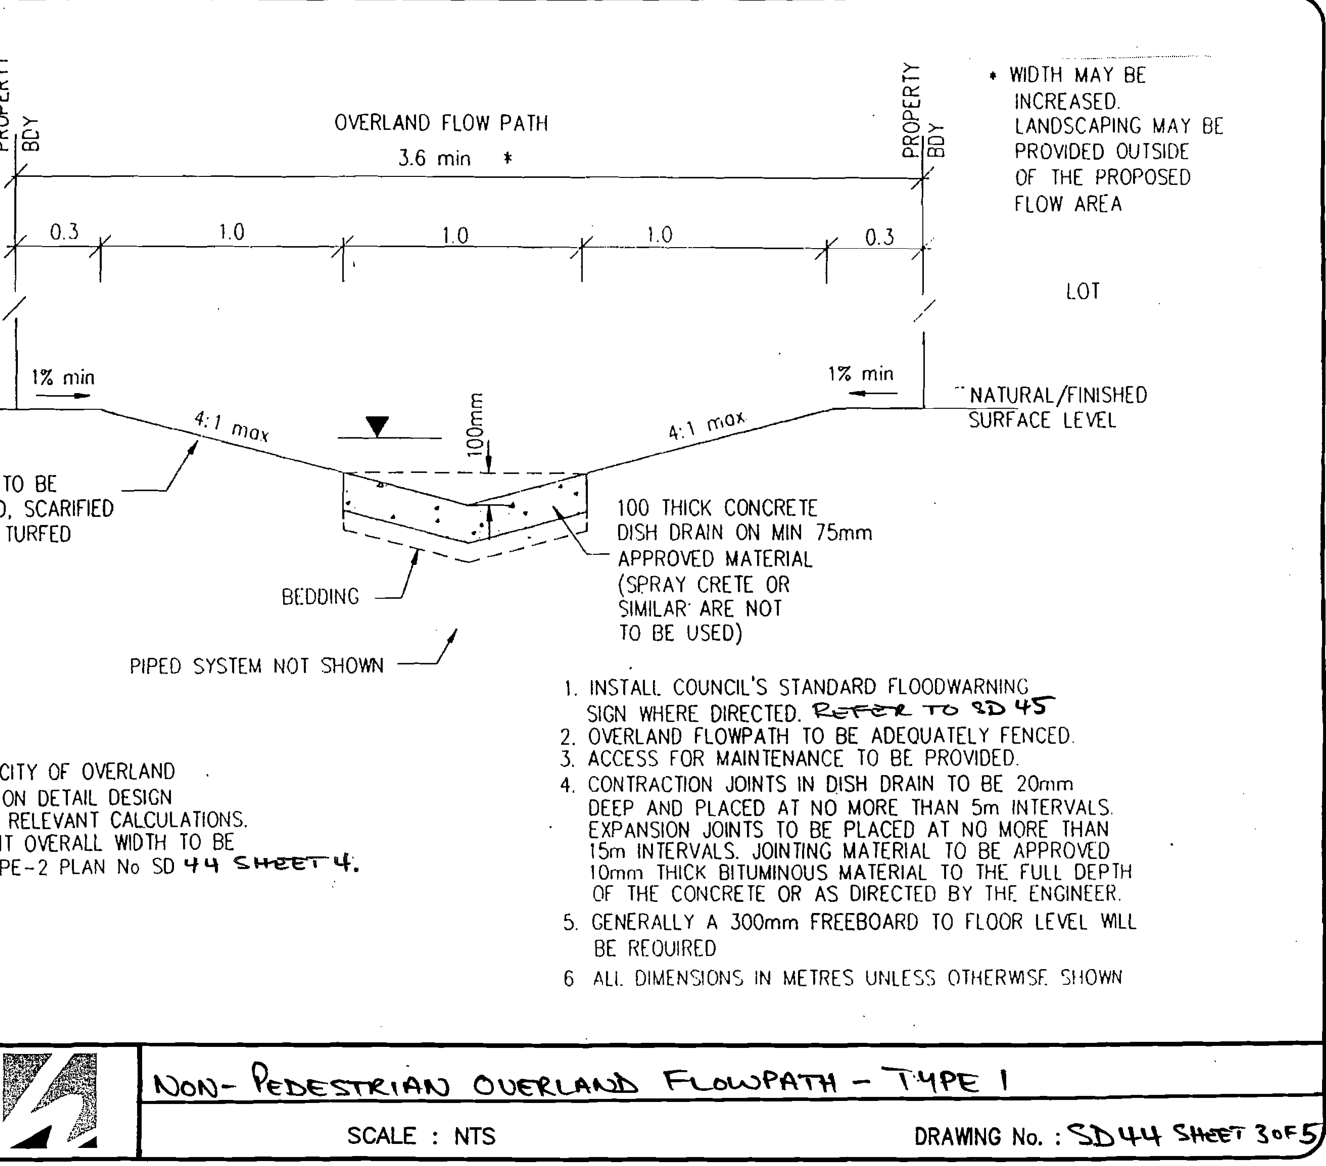 PROPERTY
BDY
OVERLAND FLOW PATH
3.6 min *
PROPERTY
BDY
* WIDTH MAY BE
INCREASED.
LANDSCAPING MAY BE
PROVIDED OUTSIDE
OF THE PROPOSED
FLOW AREA
0.3
1.0
1.0
1.0
0.3
LOT
1% min
1% min
4:1 max
100mm
4:1 max
NATURAL/FINISHED
SURFACE LEVEL
TO BE
, SCARIFIED
TURFED
100 THICK CONCRETE
DISH DRAIN ON MIN 75mm
APPROVED MATERIAL
(SPRAY CRETE OR
SIMILAR ARE NOT
TO BE USED)
BEDDING
PIPED SYSTEM NOT SHOWN
1. INSTALL COUNCIL'S STANDARD FLOODWARNING
SIGN WHERE DIRECTED. REFER TO SD 45
2. OVERLAND FLOWPATH TO BE ADEQUATELY FENCED.
3. ACCESS FOR MAINTENANCE TO BE PROVIDED.
4. CONTRACTION JOINTS IN DISH DRAIN TO BE 20mm
DEEP AND PLACED AT NO MORE THAN 5m INTERVALS.
EXPANSION JOINTS TO BE PLACED AT NO MORE THAN
15m INTERVALS. JOINTING MATERIAL TO BE APPROVED
10mm THICK BITUMINOUS MATERIAL TO THE FULL DEPTH
OF THE CONCRETE OR AS DIRECTED BY THE ENGINEER.
5. GENERALLY A 300mm FREEBOARD TO FLOOR LEVEL WILL
BE REQUIRED
6 ALL DIMENSIONS IN METRES UNLESS OTHERWISE SHOWN
CITY OF OVERLAND
ON DETAIL DESIGN
RELEVANT CALCULATIONS.
IT OVERALL WIDTH TO BE
PE-2 PLAN No SD 44 SHEET 4.
NON-PEDESTRIAN OVERLAND FLOWPATH - TYPE 1
SCALE : NTS
DRAWING No. : SD44 SHEET 3 OF 5